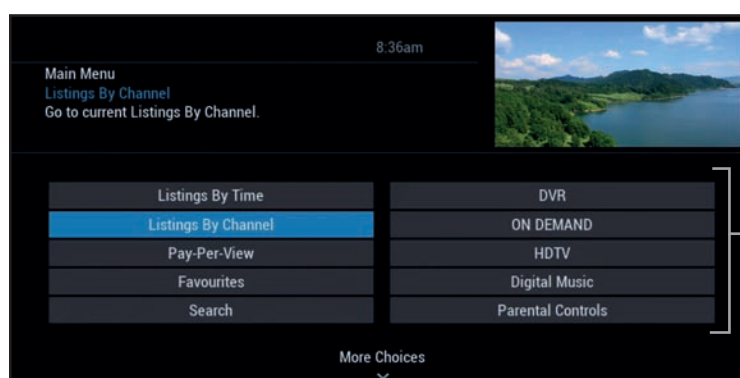 8:36am
Main Menu
Listings By Channel
Go to current Listings By Channel.
Listings By Time
DVR
Listings By Channel
ON DEMAND
Pay-Per-View
HDTV
Favourites
Digital Music
Search
Parental Controls
More Choices